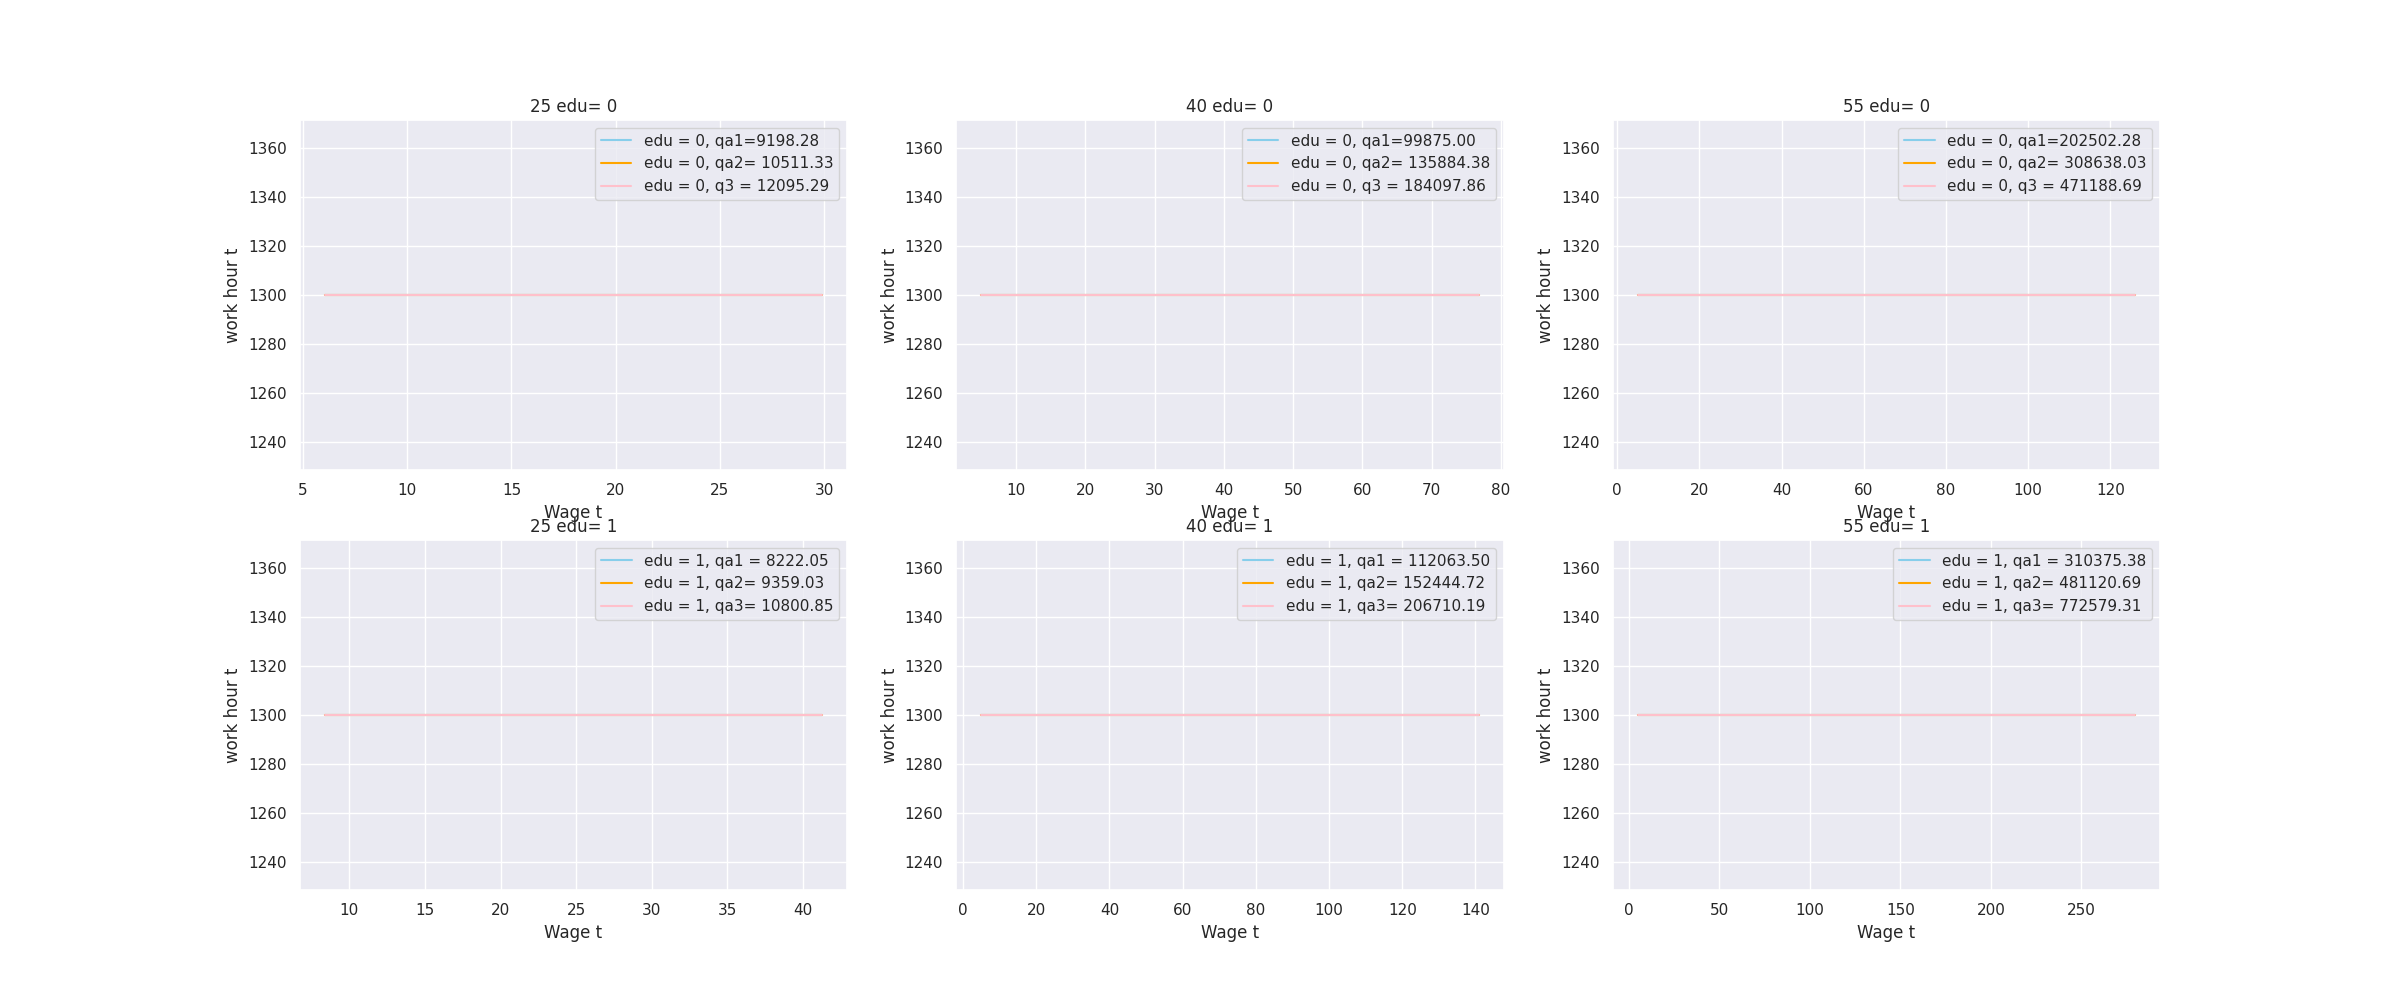 25 edu= 0
1360
1340
1320
1300
1280
1260
1240
work hour t
edu = 0, qa1=9198.28
edu = 0, qa2= 10511.33
edu = 0, q3 = 12095.29
5 10 15 20 25 30
Wage t
40 edu= 0
1360
1340
1320
1300
1280
1260
1240
work hour t
edu = 0, qa1=99875.00
edu = 0, qa2= 135884.38
edu = 0, q3 = 184097.86
10 20 30 40 50 60 70 80
Wage t
55 edu= 0
1360
1340
1320
1300
1280
1260
1240
work hour t
edu = 0, qa1=202502.28
edu = 0, qa2= 308638.03
edu = 0, q3 = 471188.69
0 20 40 60 80 100 120
Wage t
25 edu= 1
1360
1340
1320
1300
1280
1260
1240
work hour t
edu = 1, qa1 = 8222.05
edu = 1, qa2= 9359.03
edu = 1, qa3= 10800.85
10 15 20 25 30 35 40
Wage t
40 edu= 1
1360
1340
1320
1300
1280
1260
1240
work hour t
edu = 1, qa1 = 112063.50
edu = 1, qa2= 152444.72
edu = 1, qa3= 206710.19
0 20 40 60 80 100 120 140
Wage t
55 edu= 1
1360
1340
1320
1300
1280
1260
1240
work hour t
edu = 1, qa1 = 310375.38
edu = 1, qa2= 481120.69
edu = 1, qa3= 772579.31
0 50 100 150 200 250
Wage t